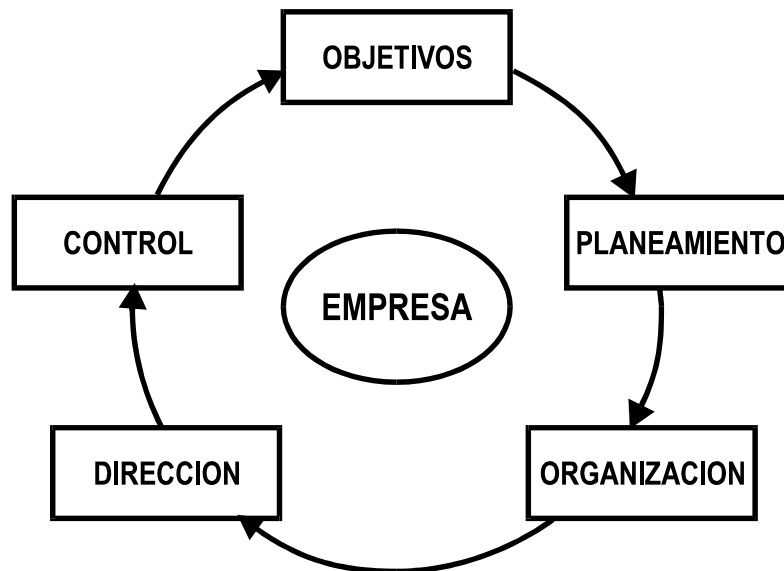 OBJETIVOS
CONTROL
PLANEAMIENTO
EMPRESA
DIRECCION
ORGANIZACION